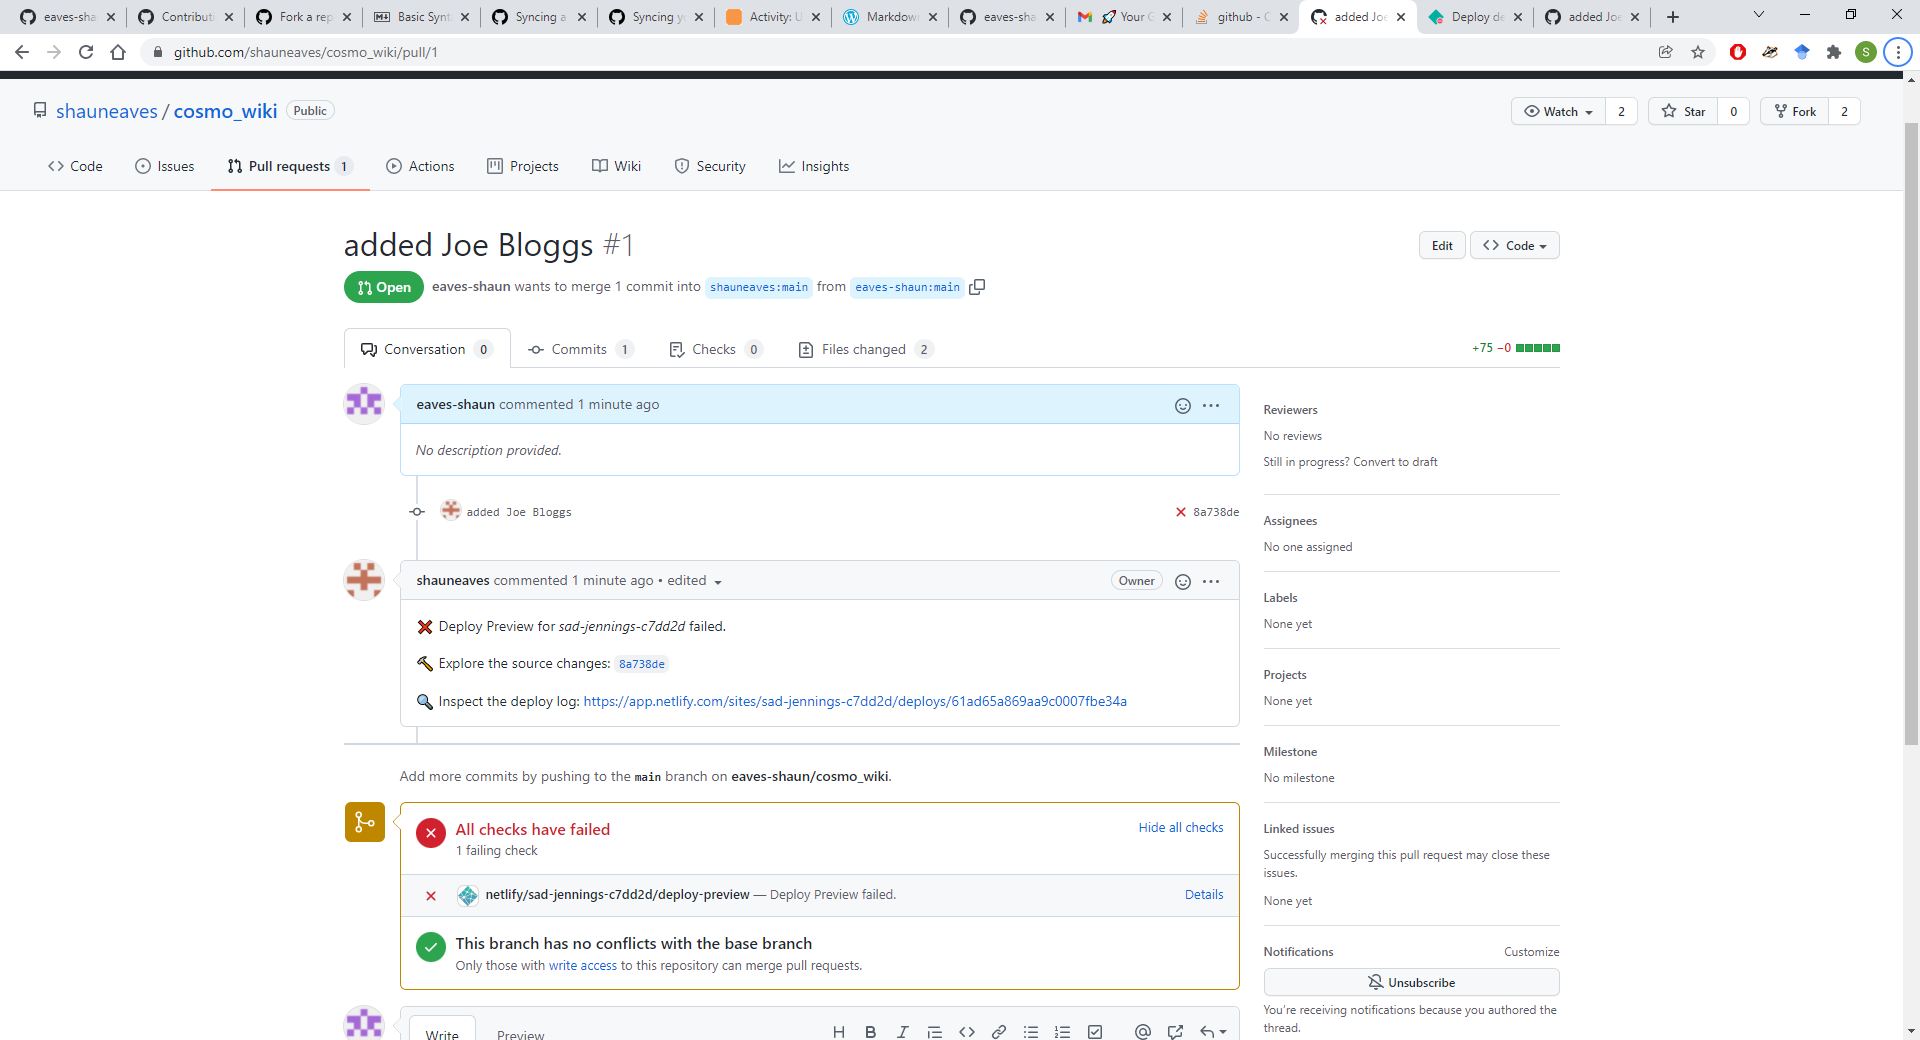 eaves-sha
Contributi
Fork a rep
Basic Synt
Syncing a
Syncing y
Activity: U
Markdow
eaves-sha
Your G
github - C
added Joe
Deploy de
added Joe
github.com/shauneaves/cosmo_wiki/pull/1
S
shauneaves / cosmo_wiki Public
Watch 2
Star 0
Fork 2
Code
Issues
Pull requests 1
Actions
Projects
Wiki
Security
Insights
added Joe Bloggs #1
Edit
Code
Open
eaves-shaun wants to merge 1 commit into shauneaves:main from eaves-shaun:main
Conversation 0
Commits 1
Checks 0
Files changed 2
+75 −0
eaves-shaun commented 1 minute ago
No description provided.
added Joe Bloggs
8a738de
shauneaves commented 1 minute ago • edited
Owner
Deploy Preview for sad-jennings-c7dd2d failed.
Explore the source changes: 8a738de
Inspect the deploy log: https://app.netlify.com/sites/sad-jennings-c7dd2d/deploys/61ad65a869aa9c0007fbe34a
Add more commits by pushing to the main branch on eaves-shaun/cosmo_wiki.
All checks have failed
1 failing check
Hide all checks
netlify/sad-jennings-c7dd2d/deploy-preview — Deploy Preview failed.
Details
This branch has no conflicts with the base branch
Only those with write access to this repository can merge pull requests.
Write
Preview
Reviewers
No reviews
Still in progress? Convert to draft
Assignees
No one assigned
Labels
None yet
Projects
None yet
Milestone
No milestone
Linked issues
Successfully merging this pull request may close these
issues.
None yet
Notifications
Customize
Unsubscribe
You're receiving notifications because you authored the
thread.